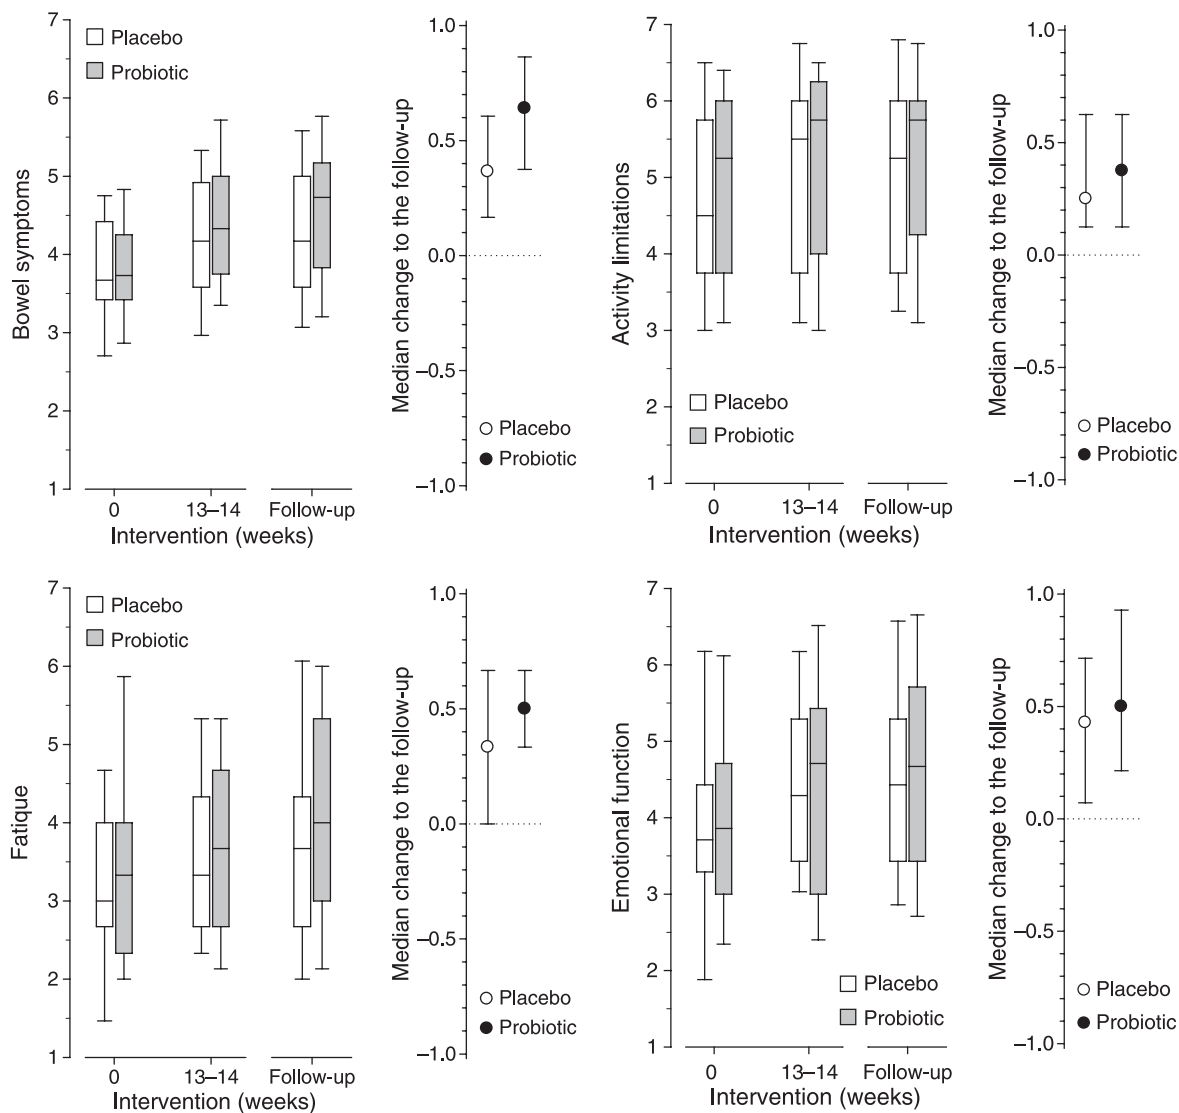 Bowel symptoms
7
6
5
4
3
2
1
Placebo
Probiotic
0
13–14
Follow-up
Intervention (weeks)
Median change to the follow-up
1.0
0.5
0.0
–0.5
–1.0
Placebo
Probiotic
Activity limitations
7
6
5
4
3
2
1
Placebo
Probiotic
0
13–14
Follow-up
Intervention (weeks)
Median change to the follow-up
1.0
0.5
0.0
–0.5
–1.0
Placebo
Probiotic
Fatique
7
6
5
4
3
2
1
Placebo
Probiotic
0
13–14
Follow-up
Intervention (weeks)
Median change to the follow-up
1.0
0.5
0.0
–0.5
–1.0
Placebo
Probiotic
Emotional function
7
6
5
4
3
2
1
Placebo
Probiotic
0
13–14
Follow-up
Intervention (weeks)
Median change to the follow-up
1.0
0.5
0.0
–0.5
–1.0
Placebo
Probiotic